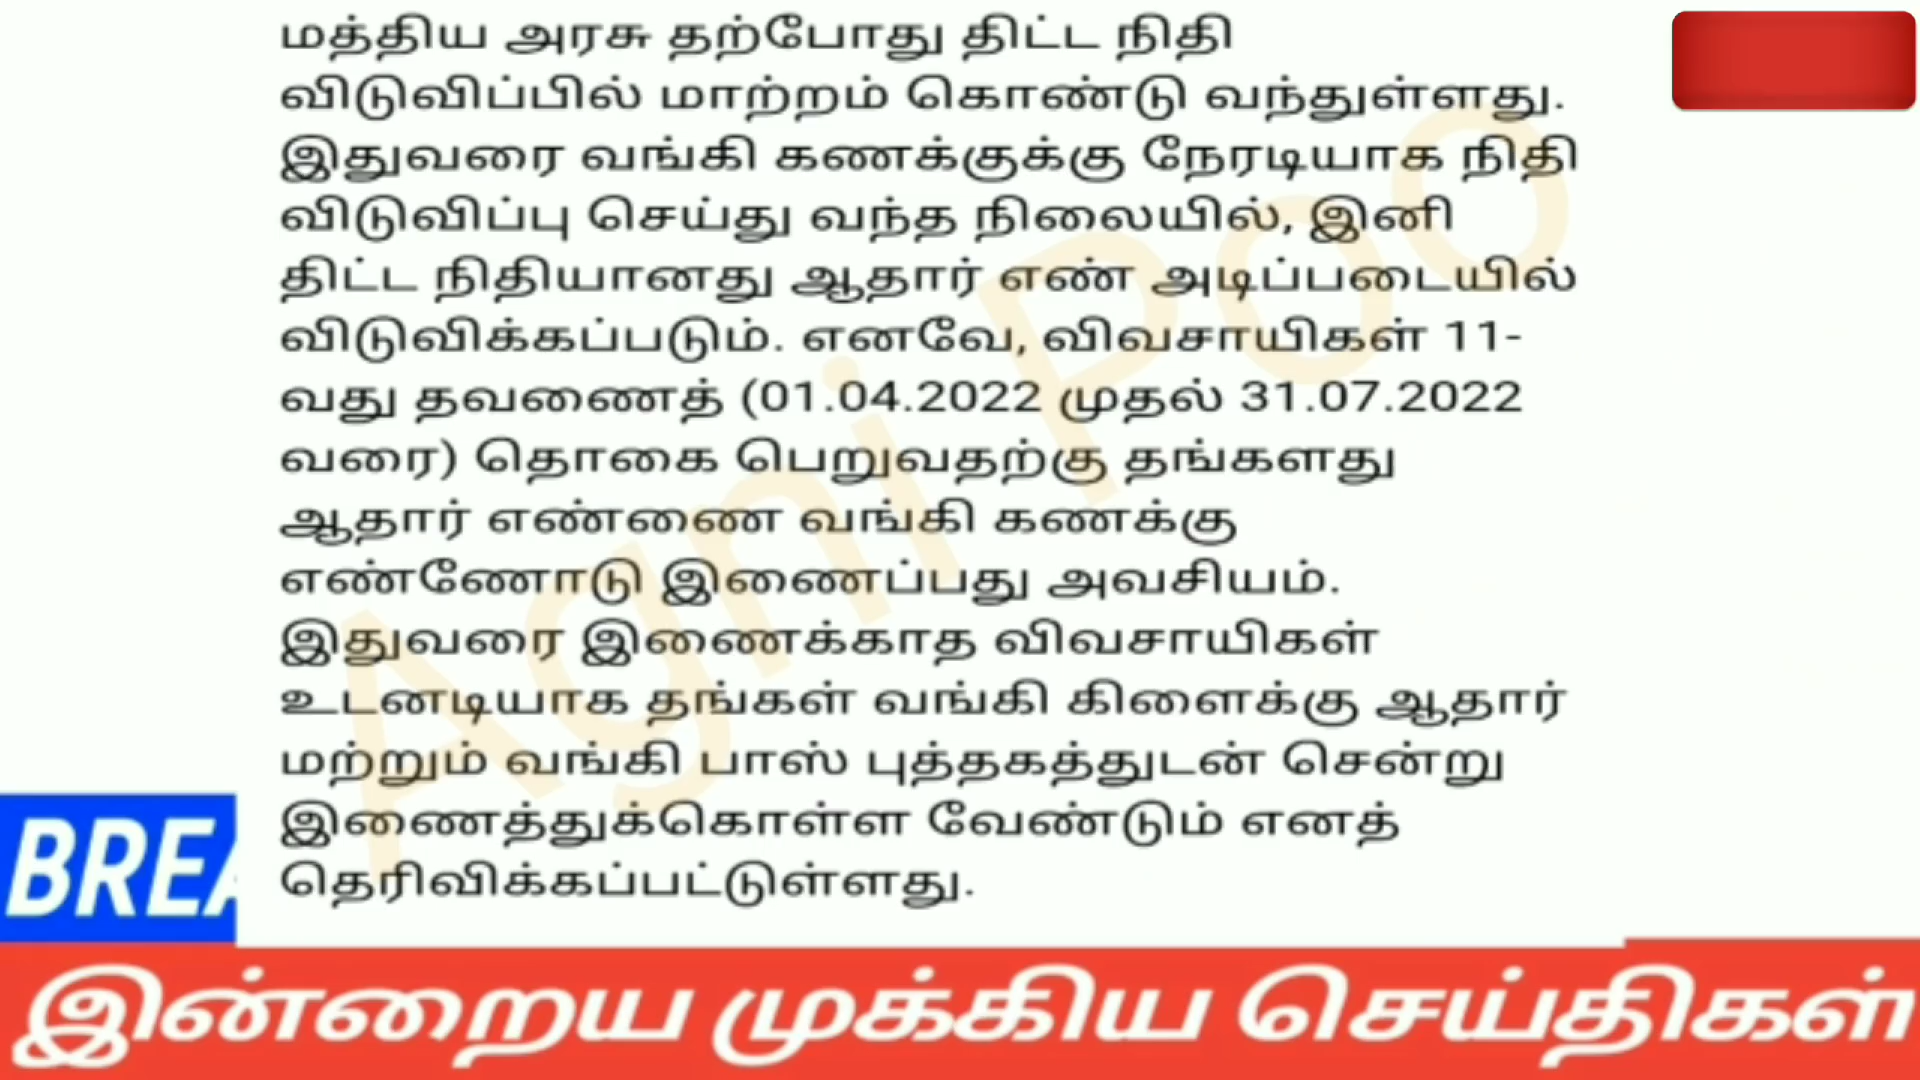 மத்திய அரசு தற்போது திட்ட நிதி
விடுவிப்பில் மாற்றம் கொண்டு வந்துள்ளது.
இதுவரை வங்கி கணக்குக்கு நேரடியாக நிதி
விடுவிப்பு செய்து வந்த நிலையில், இனி
திட்ட நிதியானது ஆதார் எண் அடிப்படையில்
விடுவிக்கப்படும். எனவே, விவசாயிகள் 11-
வது தவணைத் (01.04.2022 முதல் 31.07.2022
வரை) தொகை பெறுவதற்கு தங்களது
ஆதார் எண்ணை வங்கி கணக்கு
எண்ணோடு இணைப்பது அவசியம்.
இதுவரை இணைக்காத விவசாயிகள்
உடனடியாக தங்கள் வங்கி கிளைக்கு ஆதார்
மற்றும் வங்கி பாஸ் புத்தகத்துடன் சென்று
இணைத்துக்கொள்ள வேண்டும் எனத்
தெரிவிக்கப்பட்டுள்ளது.
Agni Poo
BREA
இன்றைய முக்கிய செய்திகள்